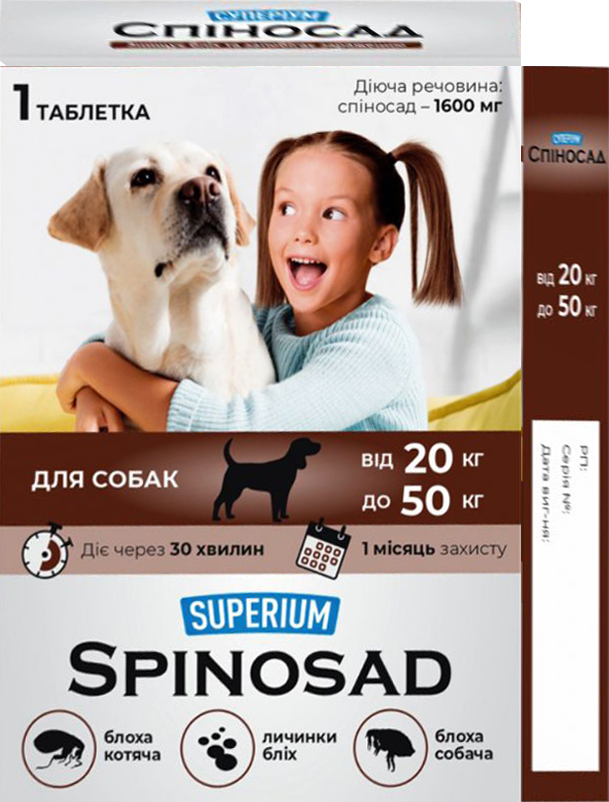 СУПЕРІУМ
СПІНОСАД
1 ТАБЛЕТКА
Діюча речовина:
спіносад – 1600 мг
ДЛЯ СОБАК
ВІД 20 КГ
ДО 50 КГ
Діє через 30 ХВИЛИН
1 МІСЯЦЬ захисту
SUPERIUM
SPINOSAD
блоха
котяча
личинки
бліх
блоха
собача
СУПЕРІУМ
СПІНОСАД
ВІД 20 КГ
ДО 50 КГ
РП:
Серія №:
Дата виг-ня: